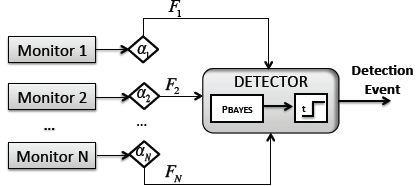 F1
Monitor 1
α1
DETECTOR
Detection
Event
Monitor 2
α2
F2
PBAYES
t
...
...
Monitor N
αN
FN